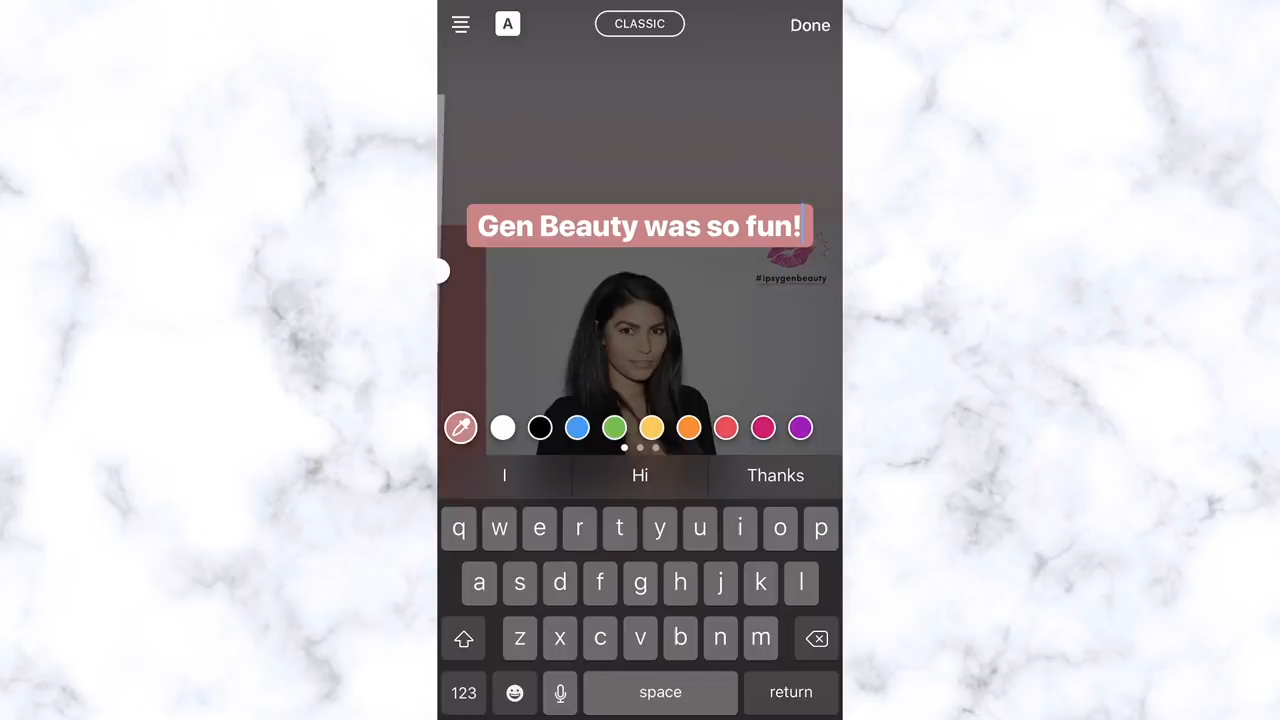 A
CLASSIC
Done
Gen Beauty was so fun!
#ipsygenbeauty
I
Hi
Thanks
q w e r t y u i o p
a s d f g h j k l
z x c v b n m
123
space
return